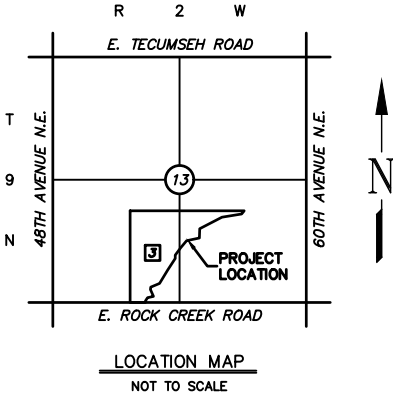 R 2 W
E. TECUMSEH ROAD
T
9
N
48TH AVENUE N.E.
60TH AVENUE N.E.
13
N
3
PROJECT
LOCATION
E. ROCK CREEK ROAD
LOCATION MAP
NOT TO SCALE